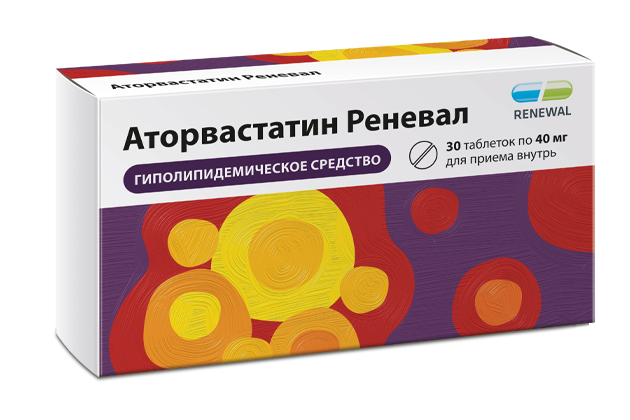 Аторвастатин Реневал
Аторвастатин Реневал
ГИПОЛИПИДЕМИЧЕСКОЕ СРЕДСТВО
RENEWAL
30 таблеток по 40 мг
для приема внутрь